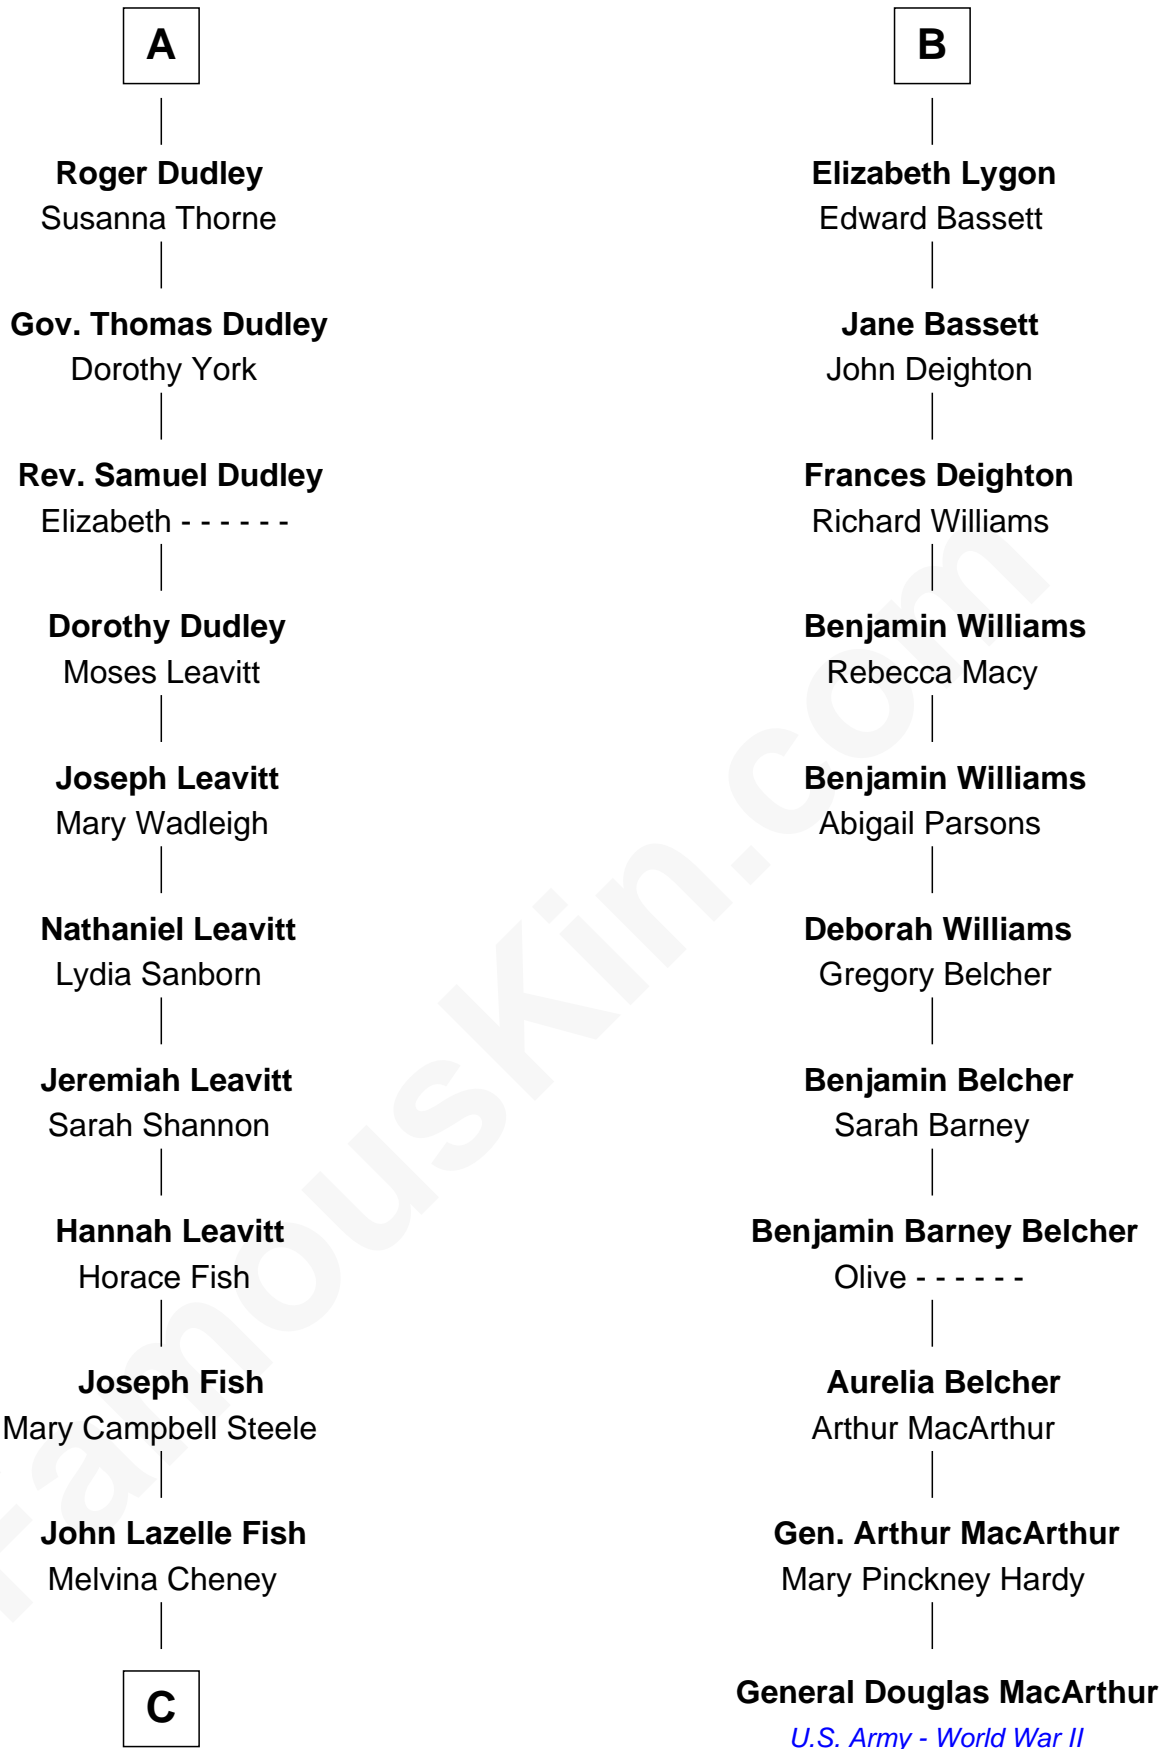 A
Roger Dudley
Susanna Thorne
Gov. Thomas Dudley
Dorothy York
Rev. Samuel Dudley
Elizabeth - - - - - -
Dorothy Dudley
Moses Leavitt
Joseph Leavitt
Mary Wadleigh
Nathaniel Leavitt
Lydia Sanborn
Jeremiah Leavitt
Sarah Shannon
Hannah Leavitt
Horace Fish
Joseph Fish
Mary Campbell Steele
John Lazelle Fish
Melvina Cheney
C
B
Elizabeth Lygon
Edward Bassett
Jane Bassett
John Deighton
Frances Deighton
Richard Williams
Benjamin Williams
Rebecca Macy
Benjamin Williams
Abigail Parsons
Deborah Williams
Gregory Belcher
Benjamin Belcher
Sarah Barney
Benjamin Barney Belcher
Olive - - - - - -
Aurelia Belcher
Arthur MacArthur
Gen. Arthur MacArthur
Mary Pinckney Hardy
General Douglas MacArthur
U.S. Army - World War II
FamousKin.com